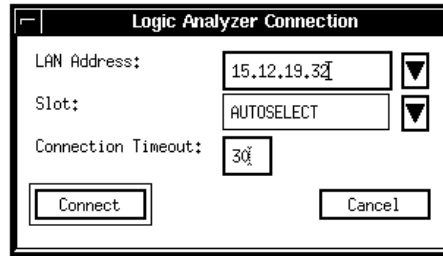 Logic Analyzer Connection
LAN Address: 15.12.19.32
Slot: AUTOSELECT
Connection Timeout: 30
Connect Cancel